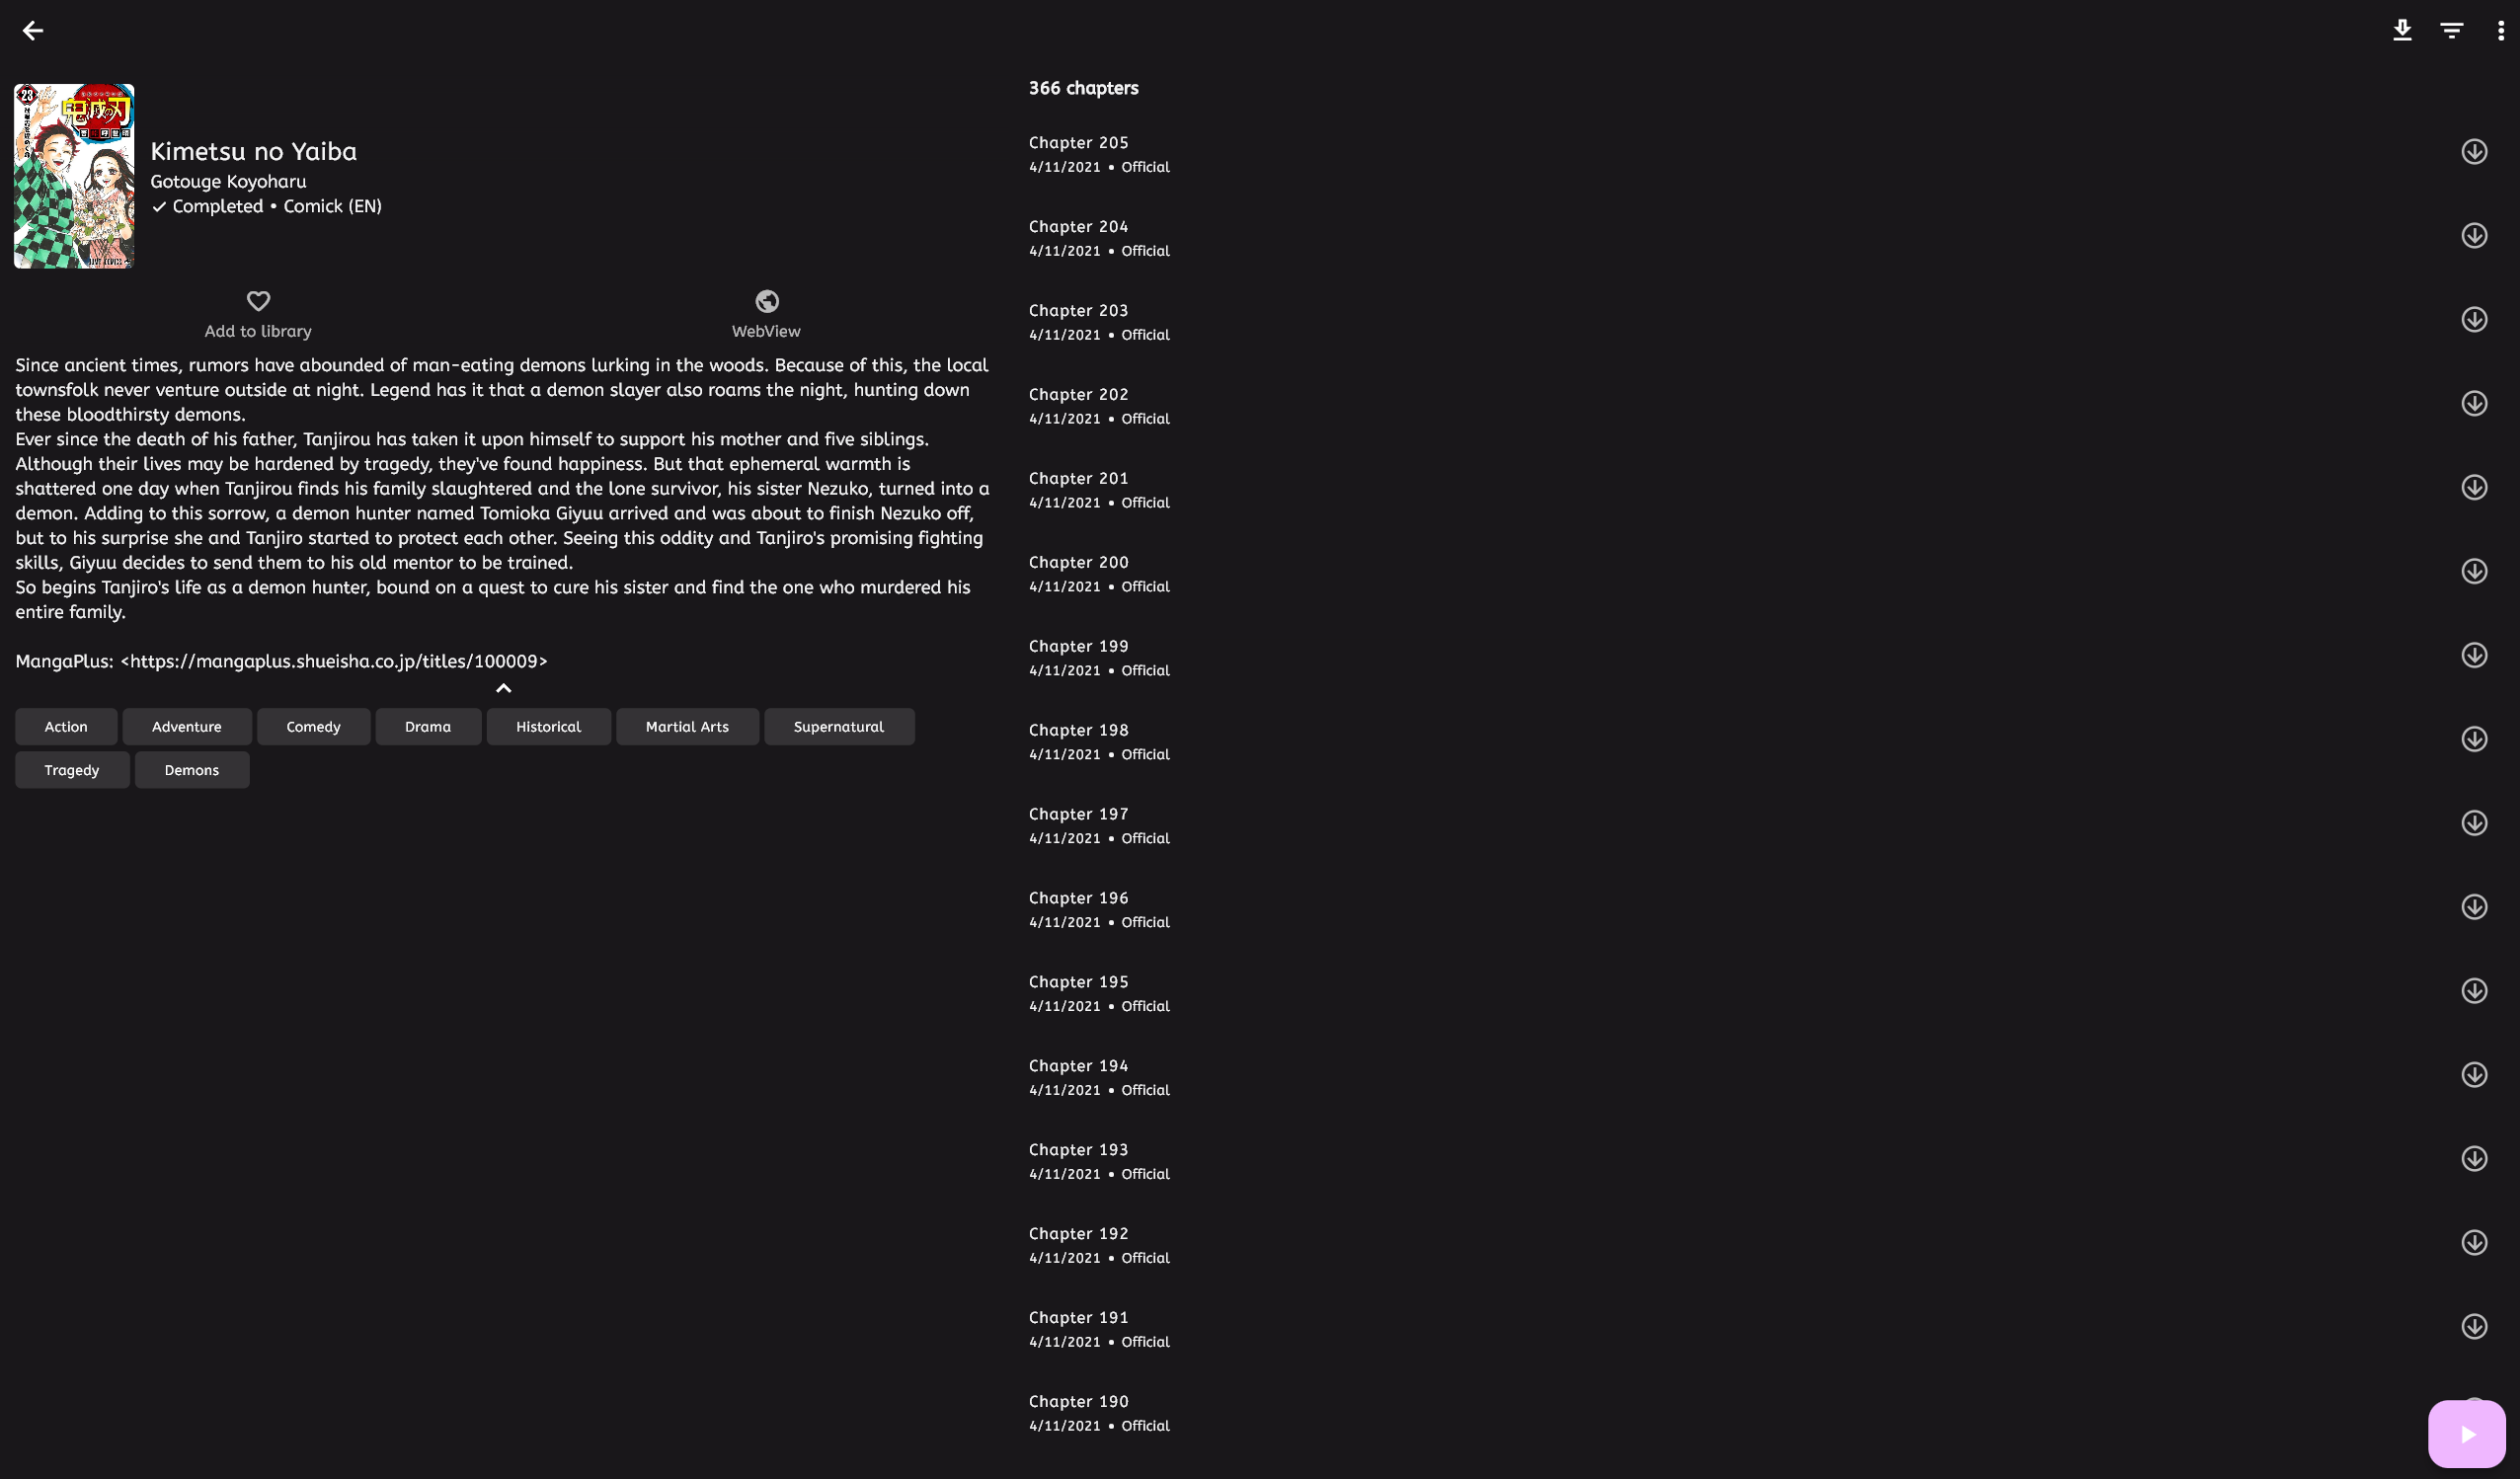 23
鬼滅の刃
Kimetsu no Yaiba
Gotouge Koyoharu
Completed • Comick (EN)
Add to library
WebView
Since ancient times, rumors have abounded of man-eating demons lurking in the woods. Because of this, the local
townsfolk never venture outside at night. Legend has it that a demon slayer also roams the night, hunting down
these bloodthirsty demons.
Ever since the death of his father, Tanjirou has taken it upon himself to support his mother and five siblings.
Although their lives may be hardened by tragedy, they've found happiness. But that ephemeral warmth is
shattered one day when Tanjirou finds his family slaughtered and the lone survivor, his sister Nezuko, turned into a
demon. Adding to this sorrow, a demon hunter named Tomioka Giyuu arrived and was about to finish Nezuko off,
but to his surprise she and Tanjiro started to protect each other. Seeing this oddity and Tanjiro's promising fighting
skills, Giyuu decides to send them to his old mentor to be trained.
So begins Tanjiro's life as a demon hunter, bound on a quest to cure his sister and find the one who murdered his
entire family.
MangaPlus: <https://mangaplus.shueisha.co.jp/titles/100009>
Action Adventure Comedy Drama Historical Martial Arts Supernatural
Tragedy Demons
366 chapters
Chapter 205
4/11/2021 • Official
Chapter 204
4/11/2021 • Official
Chapter 203
4/11/2021 • Official
Chapter 202
4/11/2021 • Official
Chapter 201
4/11/2021 • Official
Chapter 200
4/11/2021 • Official
Chapter 199
4/11/2021 • Official
Chapter 198
4/11/2021 • Official
Chapter 197
4/11/2021 • Official
Chapter 196
4/11/2021 • Official
Chapter 195
4/11/2021 • Official
Chapter 194
4/11/2021 • Official
Chapter 193
4/11/2021 • Official
Chapter 192
4/11/2021 • Official
Chapter 191
4/11/2021 • Official
Chapter 190
4/11/2021 • Official